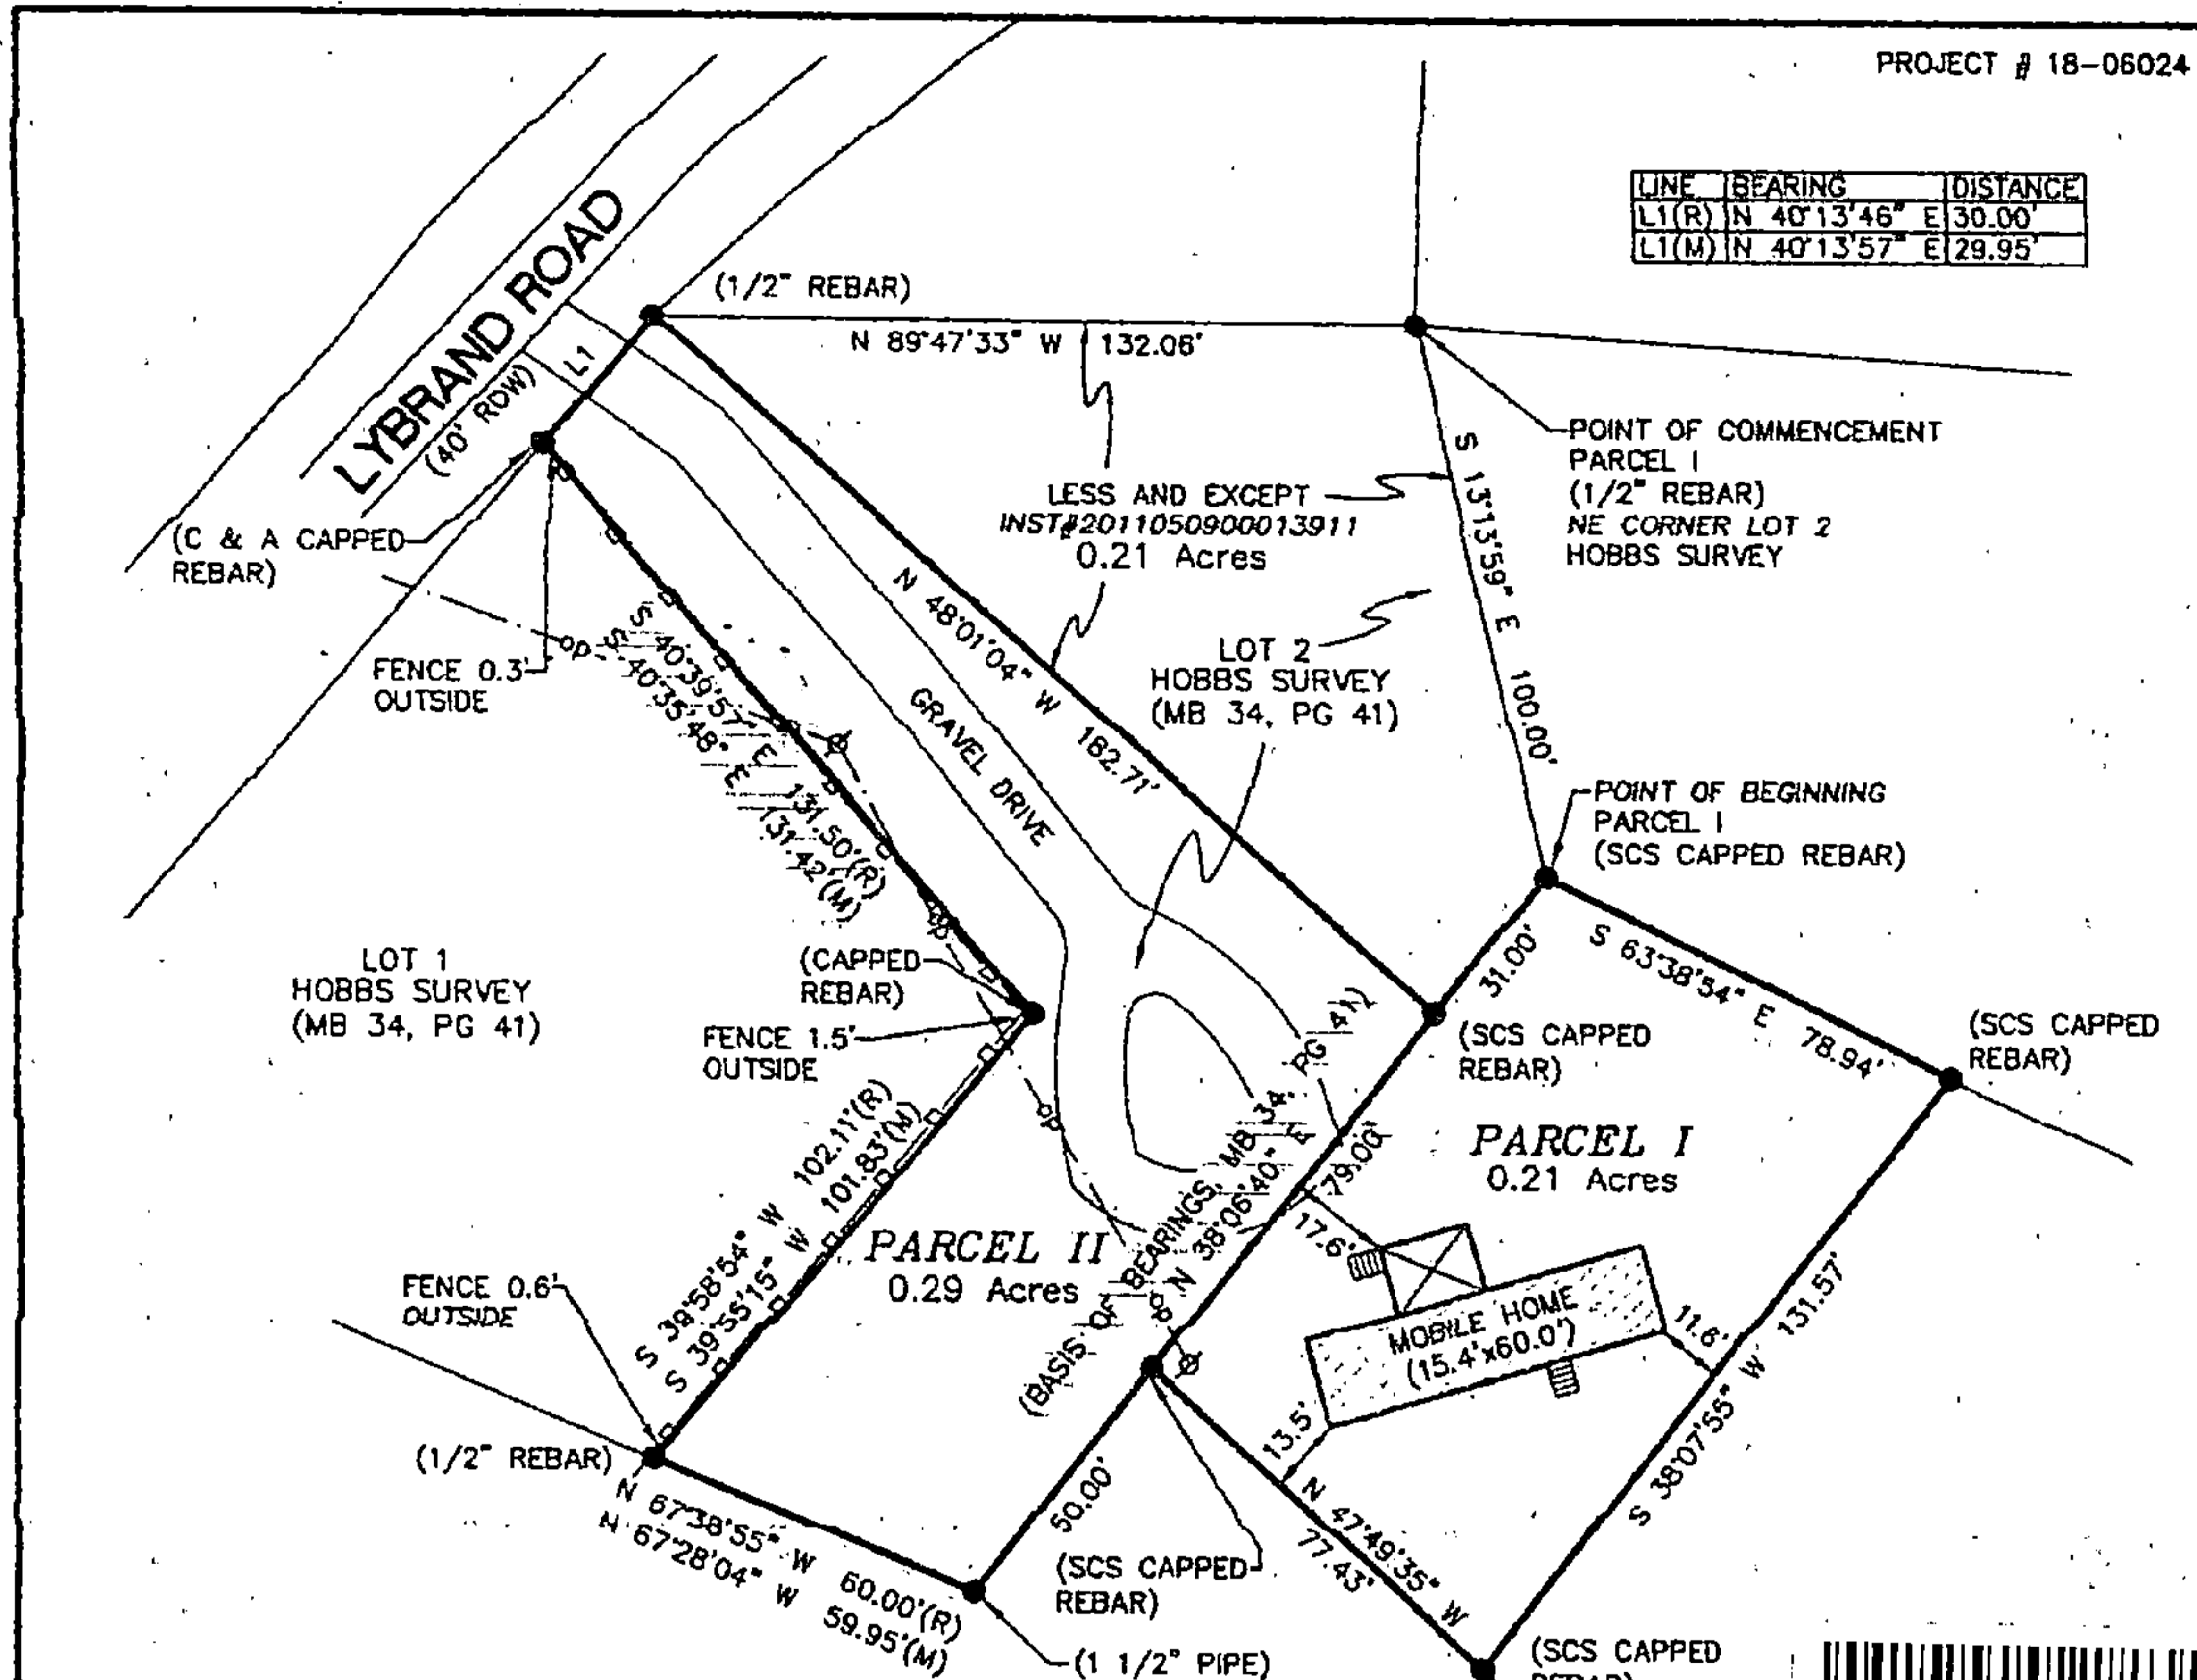 PROJECT # 18-06024
LINE BEARING DISTANCE
L1(R) N 40°13'46" E 30.00'
L1(M) N 40°13'57" E 29.95'
LYBRAND ROAD
(40' ROW)
L1
(1/2" REBAR)
N 89°47'33" W 132.06'
POINT OF COMMENCEMENT
PARCEL I
(1/2" REBAR)
NE CORNER LOT 2
HOBBS SURVEY
S 13°13'59" E 100.00'
LESS AND EXCEPT
INST#20110509000013911
0.21 Acres
(C & A CAPPED
REBAR)
FENCE 0.3'
OUTSIDE
N 48°01'04" W 182.71'
LOT 2
HOBBS SURVEY
(MB 34, PG 41)
S 40°39'57" E 131.50'(R)
S 40°35'48" E 131.42'(M)
GRAVEL DRIVE
POINT OF BEGINNING
PARCEL I
(SCS CAPPED REBAR)
31.00'
S 63°38'54" E 78.94'
LOT 1
HOBBS SURVEY
(MB 34, PG 41)
(CAPPED
REBAR)
FENCE 1.5'
OUTSIDE
(SCS CAPPED
REBAR)
(SCS CAPPED
REBAR)
S 39°58'54" W 102.11'(R)
S 39°55'15" W 101.83'(M)
(BASIS OF BEARINGS, MB 34, PG 41)
N 38°06'40" E
79.00'
PARCEL I
0.21 Acres
17.6'
PARCEL II
0.29 Acres
FENCE 0.6'
OUTSIDE
MOBILE HOME
(15.4'x60.0')
11.6'
S 38°07'55" W 131.57'
13.5'
(1/2" REBAR)
N 67°38'55" W 60.00'(R)
N 67°28'04" W 59.95'(M)
50.00'
N 47°49'35" W
77.43'
(SCS CAPPED
REBAR)
(1 1/2" PIPE)
(SCS CAPPED
REBAR)